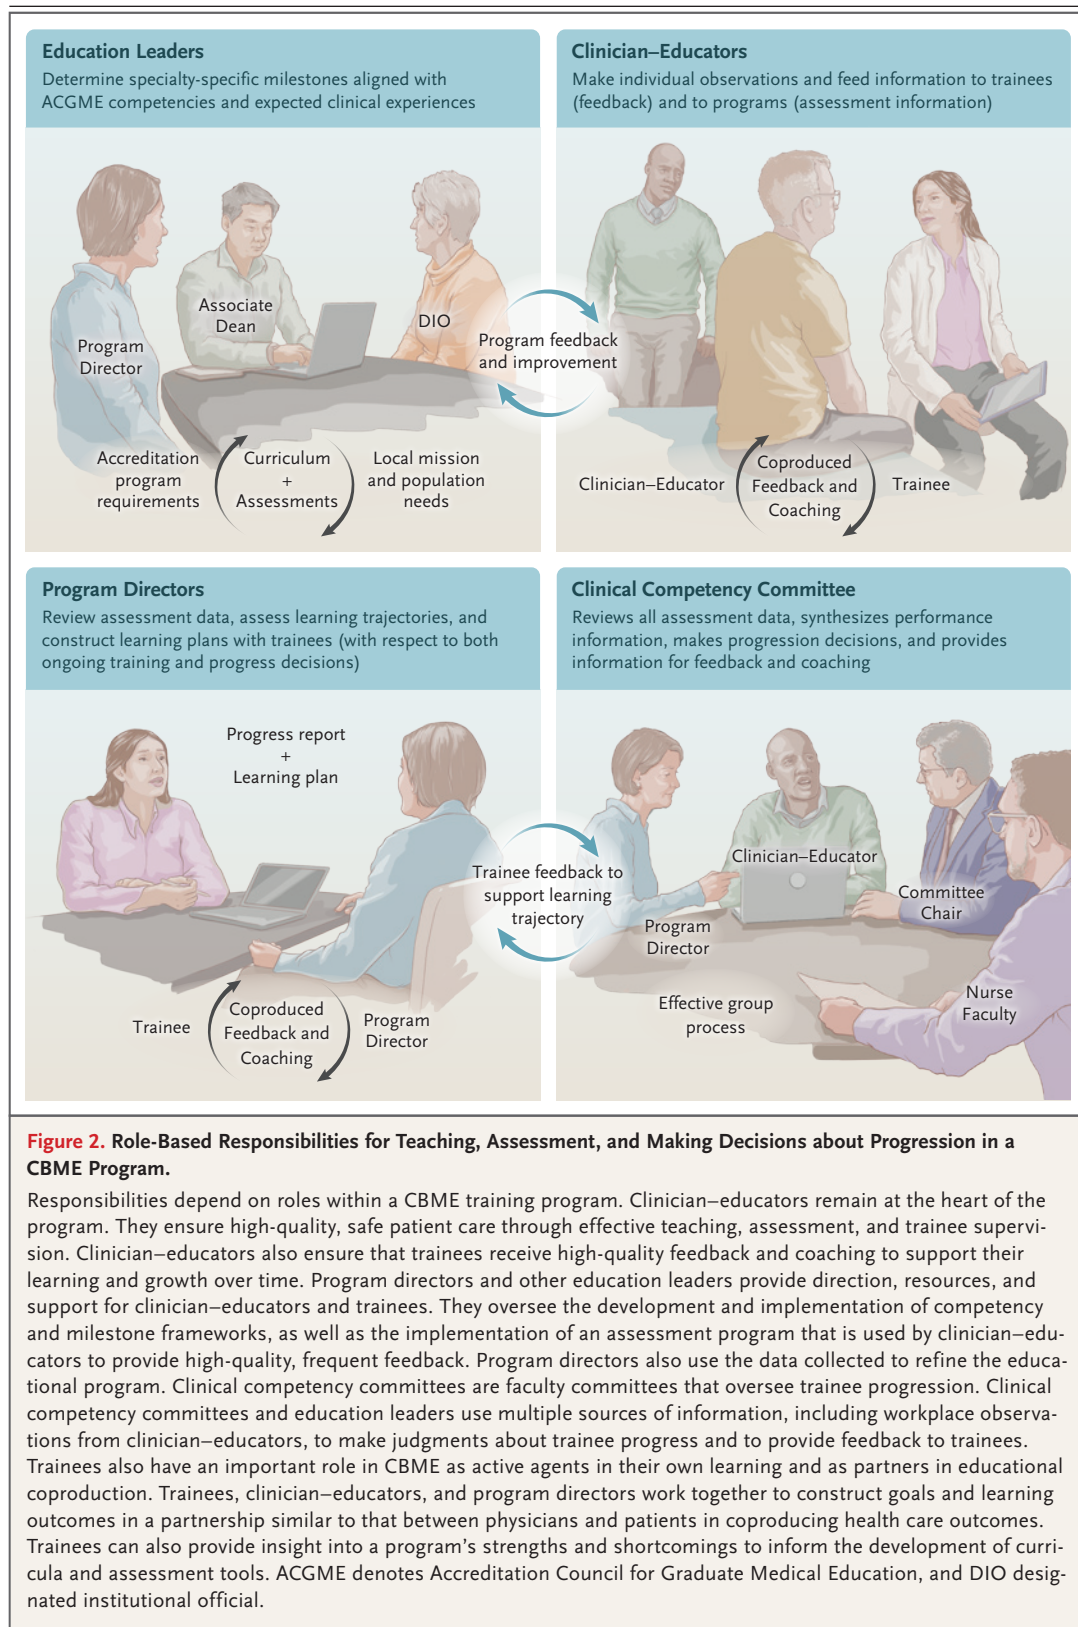 Education Leaders
Determine specialty-specific milestones aligned with
ACGME competencies and expected clinical experiences
Program
Director
Associate
Dean
DIO
Accreditation
program
requirements
Curriculum
+
Assessments
Local mission
and population
needs
Program feedback
and improvement
Clinician–Educators
Make individual observations and feed information to trainees
(feedback) and to programs (assessment information)
Clinician–Educator
Coproduced
Feedback and
Coaching
Trainee
Program Directors
Review assessment data, assess learning trajectories, and
construct learning plans with trainees (with respect to both
ongoing training and progress decisions)
Progress report
+
Learning plan
Trainee
Coproduced
Feedback and
Coaching
Program
Director
Trainee feedback to
support learning
trajectory
Clinical Competency Committee
Reviews all assessment data, synthesizes performance
information, makes progression decisions, and provides
information for feedback and coaching
Clinician–Educator
Committee
Chair
Program
Director
Nurse
Faculty
Effective group
process
Figure 2. Role-Based Responsibilities for Teaching, Assessment, and Making Decisions about Progression in a
CBME Program.
Responsibilities depend on roles within a CBME training program. Clinician–educators remain at the heart of the
program. They ensure high-quality, safe patient care through effective teaching, assessment, and trainee supervi-
sion. Clinician–educators also ensure that trainees receive high-quality feedback and coaching to support their
learning and growth over time. Program directors and other education leaders provide direction, resources, and
support for clinician–educators and trainees. They oversee the development and implementation of competency
and milestone frameworks, as well as the implementation of an assessment program that is used by clinician–edu-
cators to provide high-quality, frequent feedback. Program directors also use the data collected to refine the educa-
tional program. Clinical competency committees are faculty committees that oversee trainee progression. Clinical
competency committees and education leaders use multiple sources of information, including workplace observa-
tions from clinician–educators, to make judgments about trainee progress and to provide feedback to trainees.
Trainees also have an important role in CBME as active agents in their own learning and as partners in educational
coproduction. Trainees, clinician–educators, and program directors work together to construct goals and learning
outcomes in a partnership similar to that between physicians and patients in coproducing health care outcomes.
Trainees can also provide insight into a program’s strengths and shortcomings to inform the development of curri-
cula and assessment tools. ACGME denotes Accreditation Council for Graduate Medical Education, and DIO desig-
nated institutional official.